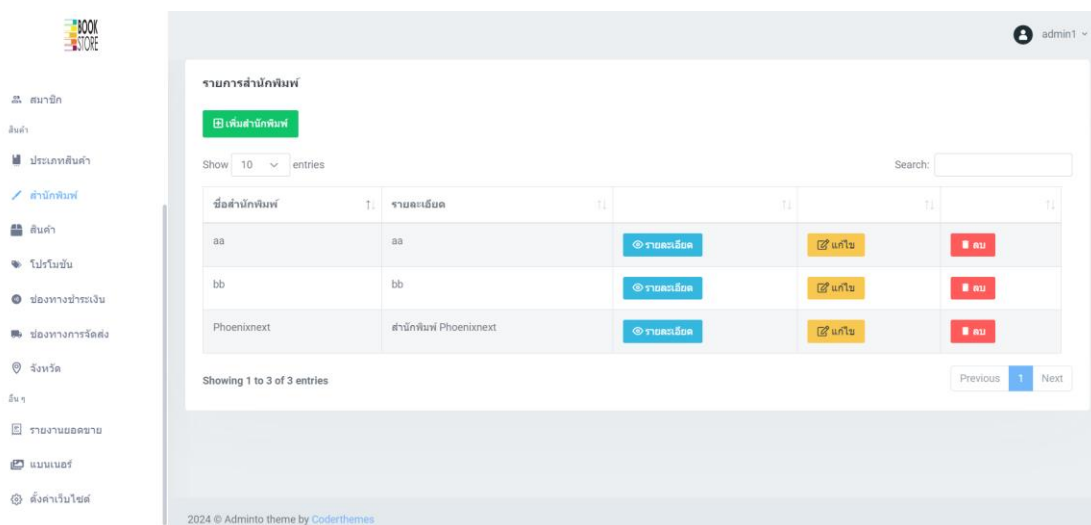 BOOK
STORE
admin1
สมาชิก
สินค้า
ประเภทสินค้า
สำนักพิมพ์
สินค้า
โปรโมชัน
ช่องทางชำระเงิน
ช่องทางการจัดส่ง
จังหวัด
อื่น ๆ
รายงานยอดขาย
แบนเนอร์
ตั้งค่าเว็บไซต์
รายการสำนักพิมพ์
เพิ่มสำนักพิมพ์
Show 10 entries Search:
ชื่อสำนักพิมพ์ รายละเอียด
aa aa รายละเอียด แก้ไข ลบ
bb bb รายละเอียด แก้ไข ลบ
Phoenixnext สำนักพิมพ์ Phoenixnext รายละเอียด แก้ไข ลบ
Showing 1 to 3 of 3 entries Previous 1 Next
2024 © Adminto theme by Coderthemes